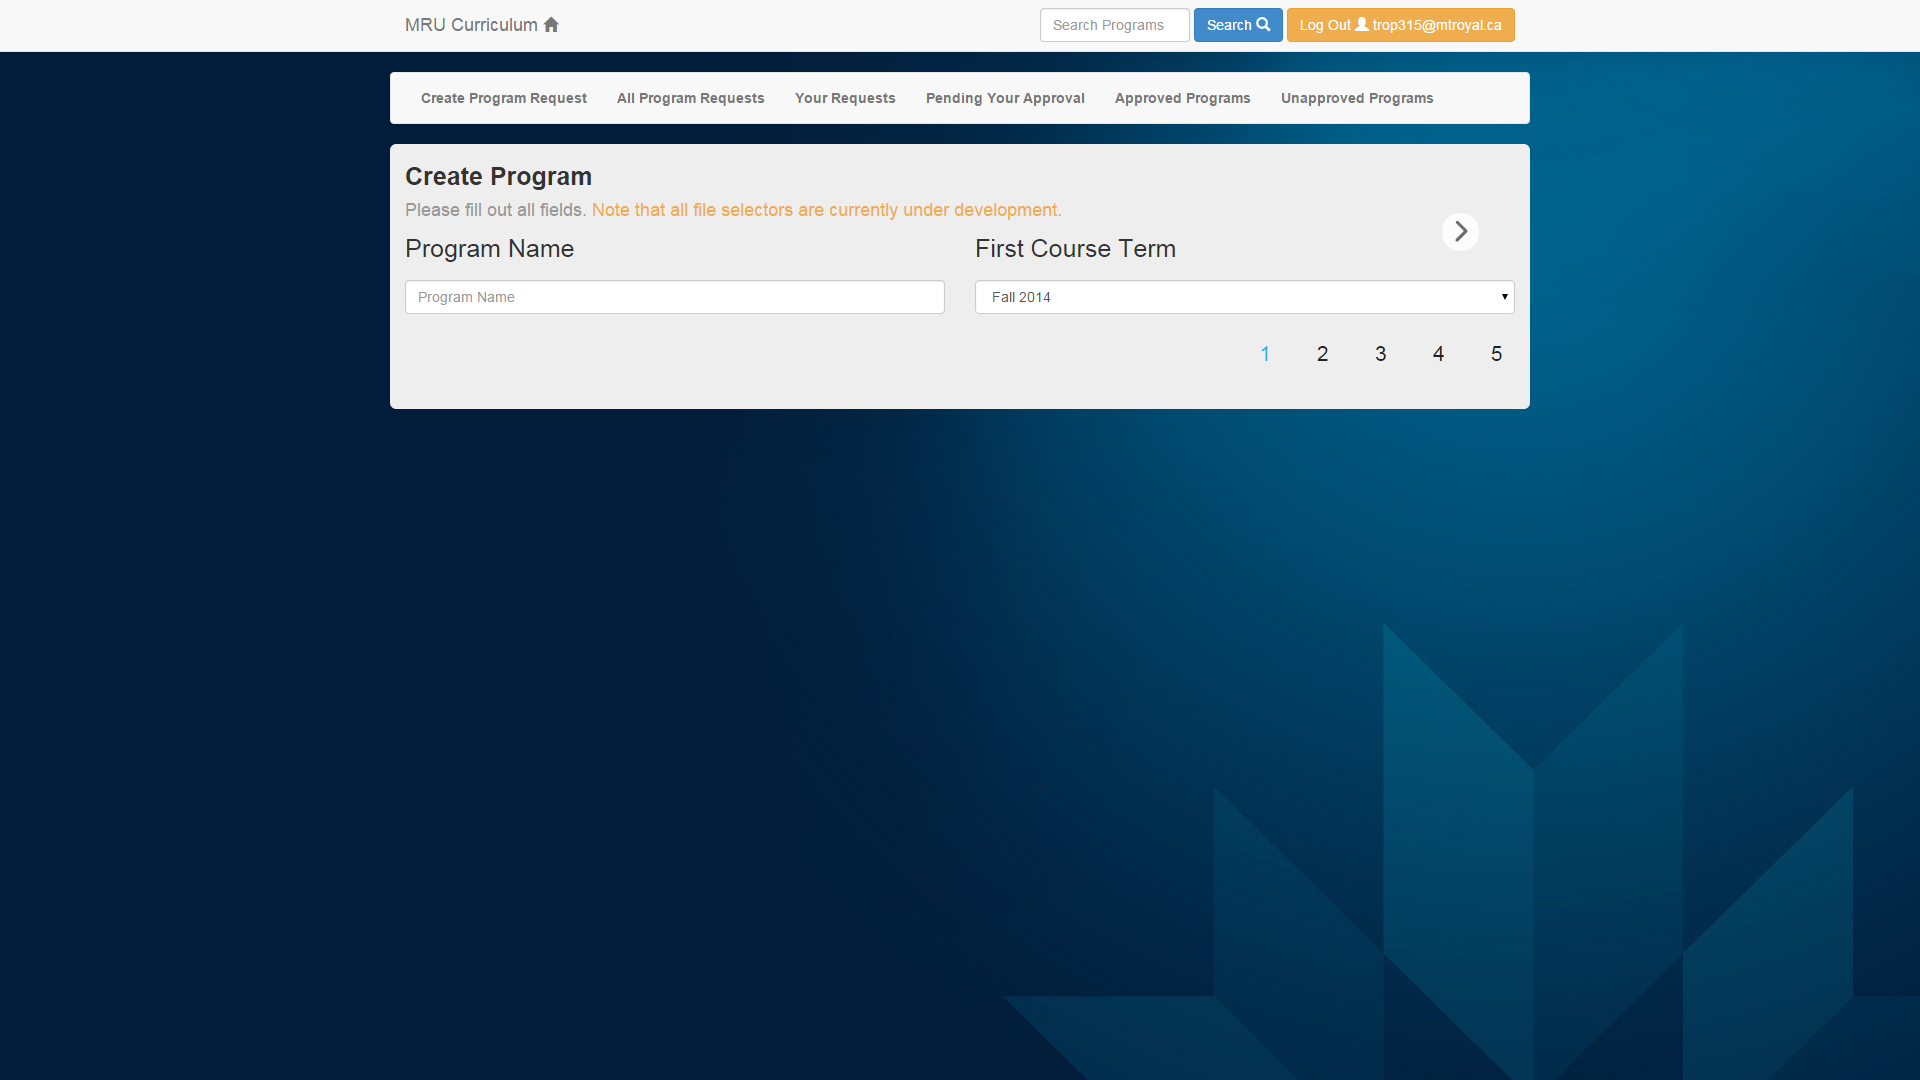 MRU Curriculum
Search Programs
Search
Log Out trop315@mtroyal.ca
Create Program Request
All Program Requests
Your Requests
Pending Your Approval
Approved Programs
Unapproved Programs
Create Program
Please fill out all fields. Note that all file selectors are currently under development.
Program Name
First Course Term
Program Name
Fall 2014
1 2 3 4 5